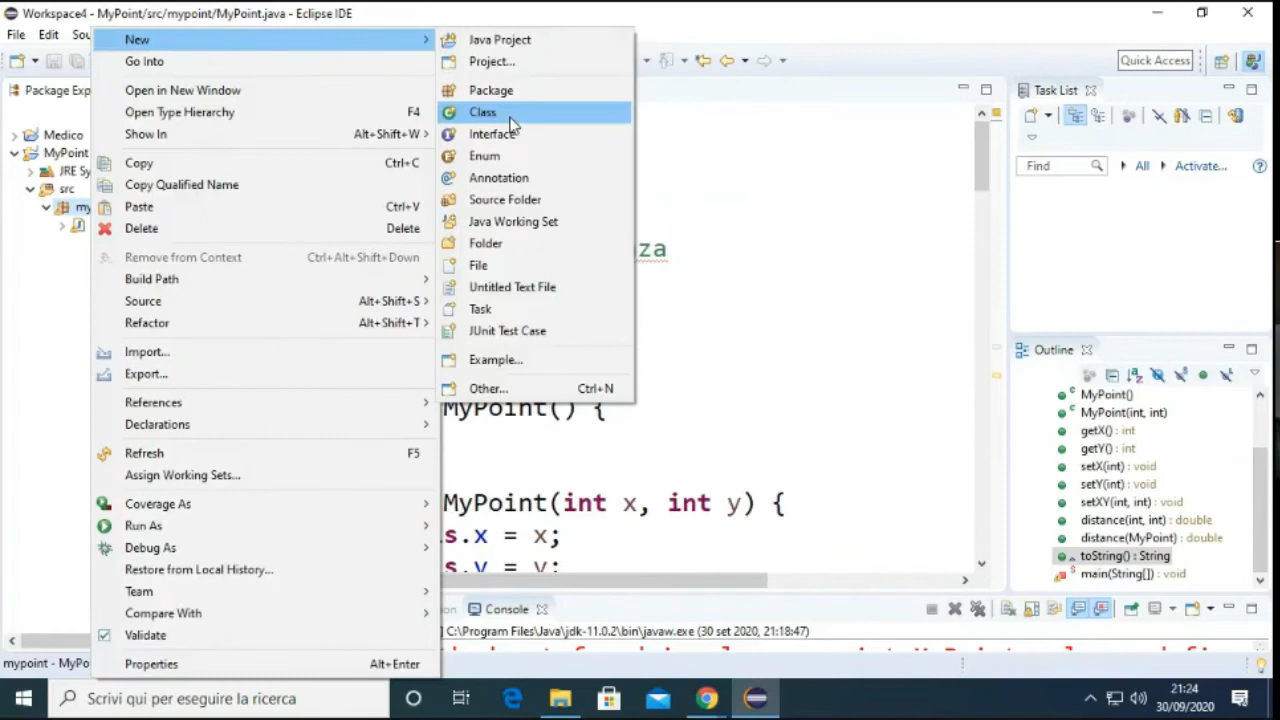 Workspace4 - MyPoint/src/mypoint/MyPoint.java - Eclipse IDE
File Edit Sou
Quick Access
Package Exp
Medico
MyPoint
JRE Sy
src
my
New
Go Into
Open in New Window
Open Type Hierarchy F4
Show In Alt+Shift+W
Copy Ctrl+C
Copy Qualified Name
Paste Ctrl+V
Delete Delete
Remove from Context Ctrl+Alt+Shift+Down
Build Path
Source Alt+Shift+S
Refactor Alt+Shift+T
Import...
Export...
References
Declarations
Refresh F5
Assign Working Sets...
Coverage As
Run As
Debug As
Restore from Local History...
Team
Compare With
Validate
Properties Alt+Enter
Java Project
Project...
Package
Class
Interface
Enum
Annotation
Source Folder
Java Working Set
Folder
File
Untitled Text File
Task
JUnit Test Case
Example...
Other... Ctrl+N
za
MyPoint() {
MyPoint(int x, int y) {
s.x = x;
s.y = y;
Task List
Find All Activate...
Outline
MyPoint()
MyPoint(int, int)
getX() : int
getY() : int
setX(int) : void
setY(int) : void
setXY(int, int) : void
distance(int, int) : double
distance(MyPoint) : double
toString() : String
main(String[]) : void
Console
] C:\Program Files\Java\jdk-11.0.2\bin\javaw.exe (30 set 2020, 21:18:47)
mypoint - MyPo
Scrivi qui per eseguire la ricerca
21:24
30/09/2020